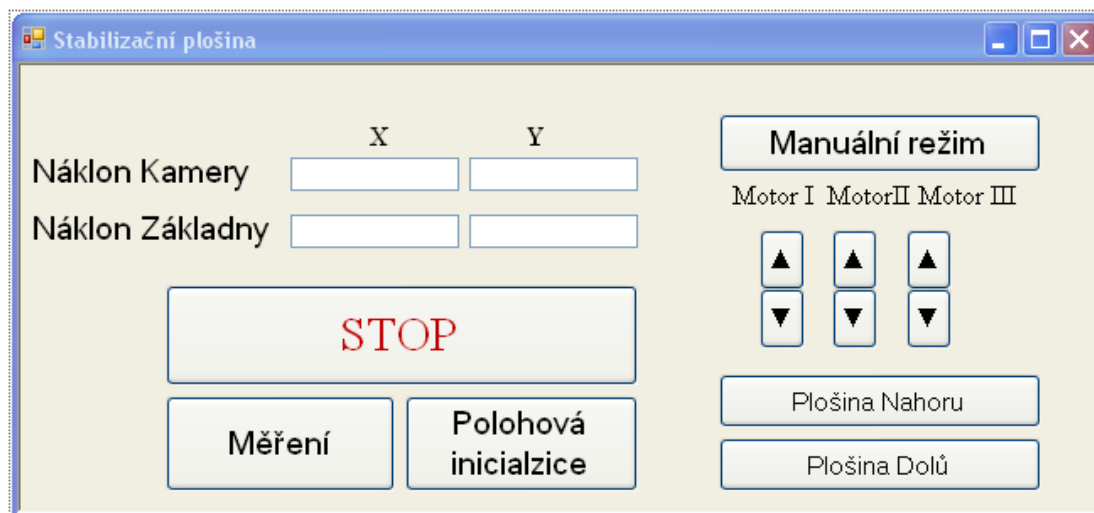 Stabilizační plošina
X Y
Náklon Kamery
Náklon Základny
STOP
Měření
Polohová
inicialzice
Manuální režim
Motor I MotorII Motor III
▲ ▲ ▲
▼ ▼ ▼
Plošina Nahoru
Plošina Dolů